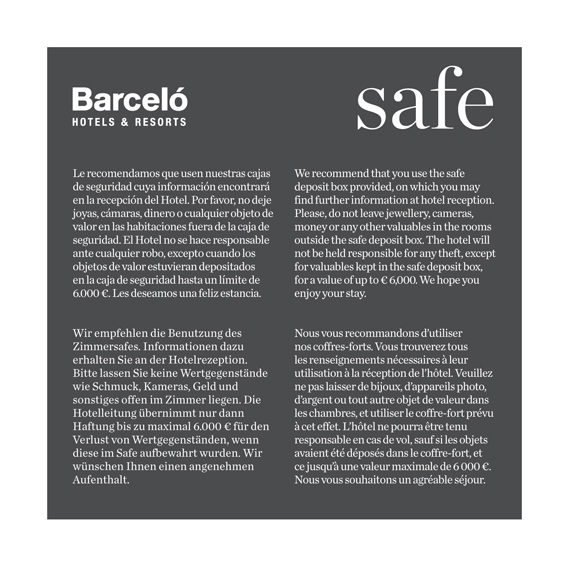 Barceló
HOTELS & RESORTS
safe
Le recomendamos que usen nuestras cajas
de seguridad cuya información encontrará
en la recepción del Hotel. Por favor, no deje
joyas, cámaras, dinero o cualquier objeto de
valor en las habitaciones fuera de la caja de
seguridad. El Hotel no se hace responsable
ante cualquier robo, excepto cuando los
objetos de valor estuvieran depositados
en la caja de seguridad hasta un límite de
6.000 €. Les deseamos una feliz estancia.
We recommend that you use the safe
deposit box provided, on which you may
find further information at hotel reception.
Please, do not leave jewellery, cameras,
money or any other valuables in the rooms
outside the safe deposit box. The hotel will
not be held responsible for any theft, except
for valuables kept in the safe deposit box,
for a value of up to € 6,000. We hope you
enjoy your stay.
Wir empfehlen die Benutzung des
Zimmersafes. Informationen dazu
erhalten Sie an der Hotelrezeption.
Bitte lassen Sie keine Wertgegenstände
wie Schmuck, Kameras, Geld und
sonstiges offen im Zimmer liegen. Die
Hotelleitung übernimmt nur dann
Haftung bis zu maximal 6.000 € für den
Verlust von Wertgegenständen, wenn
diese im Safe aufbewahrt wurden. Wir
wünschen Ihnen einen angenehmen
Aufenthalt.
Nous vous recommandons d'utiliser
nos coffres-forts. Vous trouverez tous
les renseignements nécessaires à leur
utilisation à la réception de l'hôtel. Veuillez
ne pas laisser de bijoux, d'appareils photo,
d'argent ou tout autre objet de valeur dans
les chambres, et utiliser le coffre-fort prévu
à cet effet. L'hôtel ne pourra être tenu
responsable en cas de vol, sauf si les objets
avaient été déposés dans le coffre-fort, et
ce jusqu'à une valeur maximale de 6 000 €.
Nous vous souhaitons un agréable séjour.